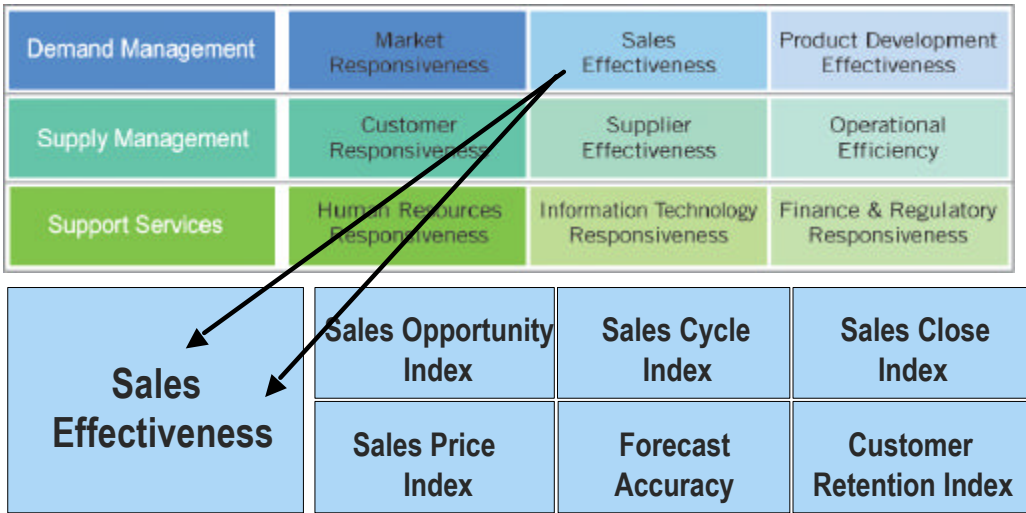 Demand Management
Market
Responsiveness
Sales
Effectiveness
Product Development
Effectiveness
Supply Management
Customer
Responsiveness
Supplier
Effectiveness
Operational
Efficiency
Support Services
Human Resources
Responsiveness
Information Technology
Responsiveness
Finance & Regulatory
Responsiveness
Sales
Effectiveness
Sales Opportunity
Index
Sales Cycle
Index
Sales Close
Index
Sales Price
Index
Forecast
Accuracy
Customer
Retention Index